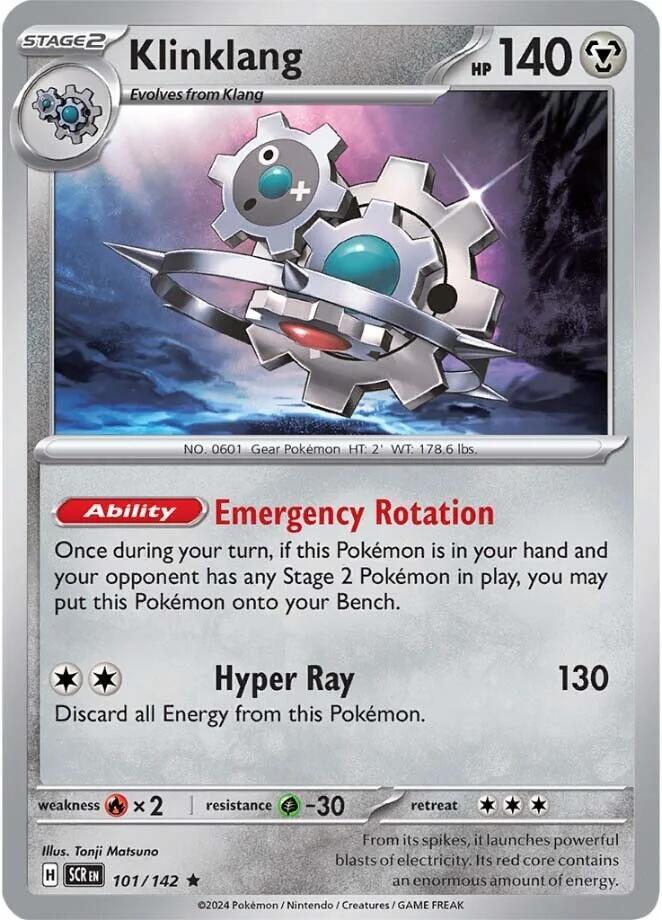 STAGE2
Klinklang
HP 140
Evolves from Klang
NO. 0601 Gear Pokémon HT: 2' WT: 178.6 lbs.
Ability Emergency Rotation
Once during your turn, if this Pokémon is in your hand and
your opponent has any Stage 2 Pokémon in play, you may
put this Pokémon onto your Bench.
Hyper Ray 130
Discard all Energy from this Pokémon.
weakness ×2 resistance -30 retreat
Illus. Tonji Matsuno
H SCR EN 101/142 ★
From its spikes, it launches powerful
blasts of electricity. Its red core contains
an enormous amount of energy.
©2024 Pokémon / Nintendo / Creatures / GAME FREAK